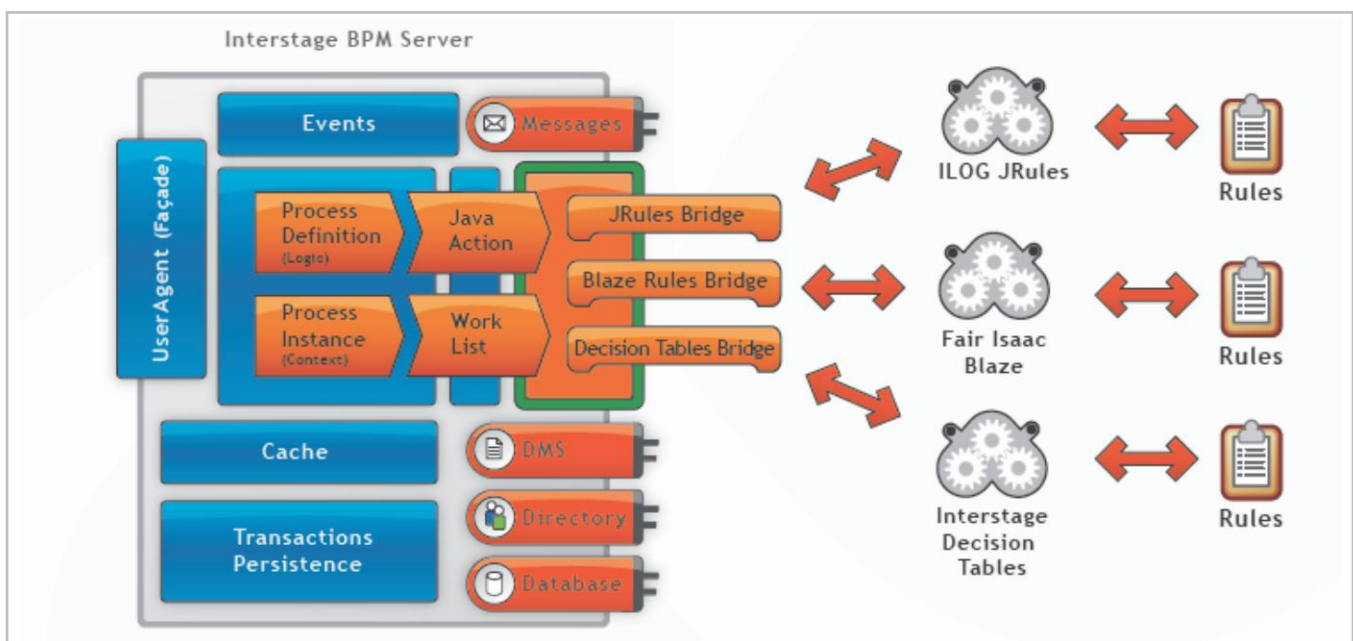 Interstage BPM Server
Events
Messages
UserAgent (Façade)
Process
Definition
(Logic)
Java
Action
JRules Bridge
Blaze Rules Bridge
Process
Instance
(Context)
Work
List
Decision Tables Bridge
Cache
DMS
Transactions
Persistence
Directory
Database
ILOG JRules
Rules
Fair Isaac
Blaze
Rules
Interstage
Decision
Tables
Rules